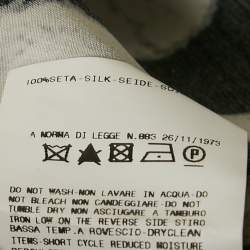 100%SETA-SILK-SEIDE-SO
A NORMA DI LEGGE N.883 26/11/1973
P
DO NOT WASH-NON LAVARE IN ACQUA-DO
NOT BLEACH NON CANDEGGIARE-DO NOT
TUMBLE DRY NON ASCIUGARE A TAMBURO
IRON LOW ON THE REVERSE SIDE STIRO
BASSA TEMP.A ROVESCIO-DRYCLEAN
ITEMS-SHORT CYCLE REDUCED MOISTURE